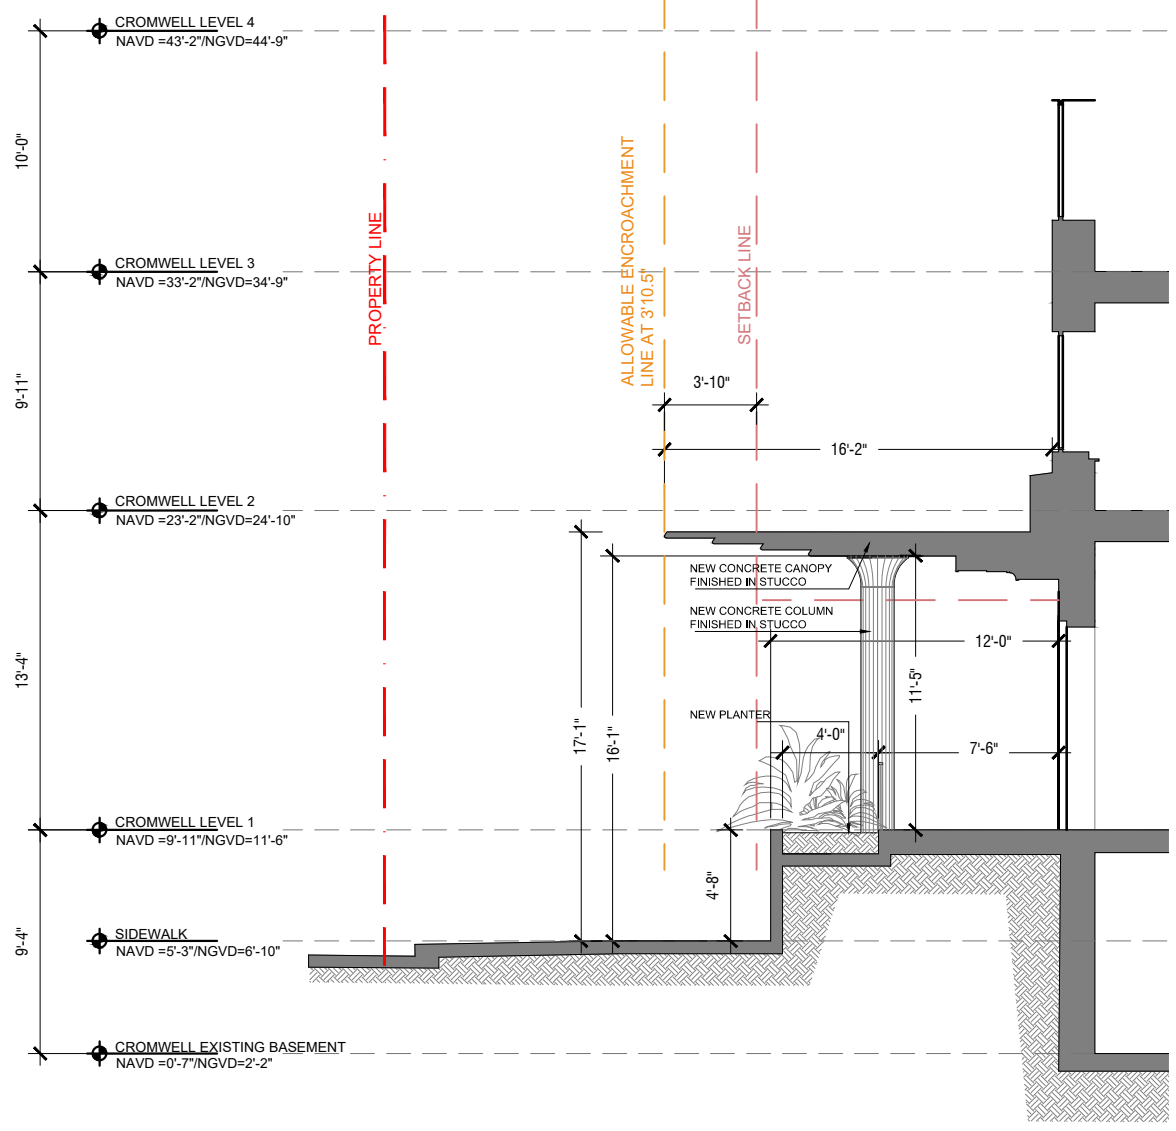 CROMWELL LEVEL 4
NAVD =43'-2"/NGVD=44'-9"
10'-0"
PROPERTY LINE
ALLOWABLE ENCROACHMENT
LINE AT 3'10.5"
SETBACK LINE
CROMWELL LEVEL 3
NAVD =33'-2"/NGVD=34'-9"
9'-11"
3'-10"
16'-2"
CROMWELL LEVEL 2
NAVD =23'-2"/NGVD=24'-10"
NEW CONCRETE CANOPY
FINISHED IN STUCCO
NEW CONCRETE COLUMN
FINISHED IN STUCCO
12'-0"
13'-4"
11'-5"
NEW PLANTER
17'-1"
16'-1"
4'-0"
7'-6"
CROMWELL LEVEL 1
NAVD =9'-11"/NGVD=11'-6"
4'-8"
9'-4"
SIDEWALK
NAVD =5'-3"/NGVD=6'-10"
CROMWELL EXISTING BASEMENT
NAVD =0'-7"/NGVD=2'-2"